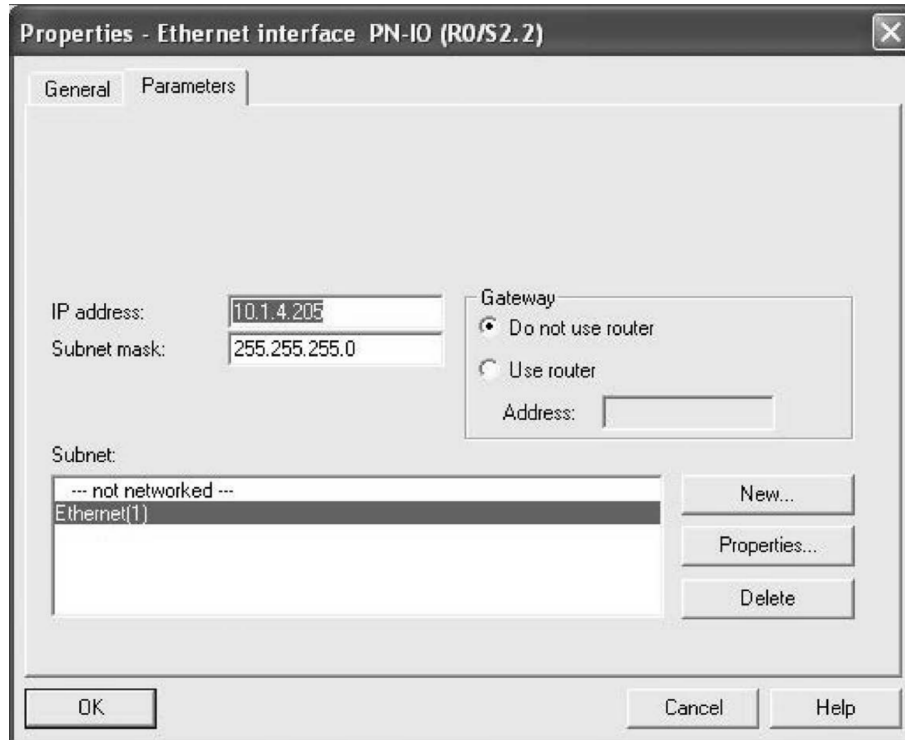 Properties - Ethernet interface PN-IO (R0/S2.2)
General Parameters
IP address: 10.1.4.205
Subnet mask: 255.255.255.0
Gateway
Do not use router
Use router
Address:
Subnet:
--- not networked ---
Ethernet(1)
New...
Properties...
Delete
OK Cancel Help